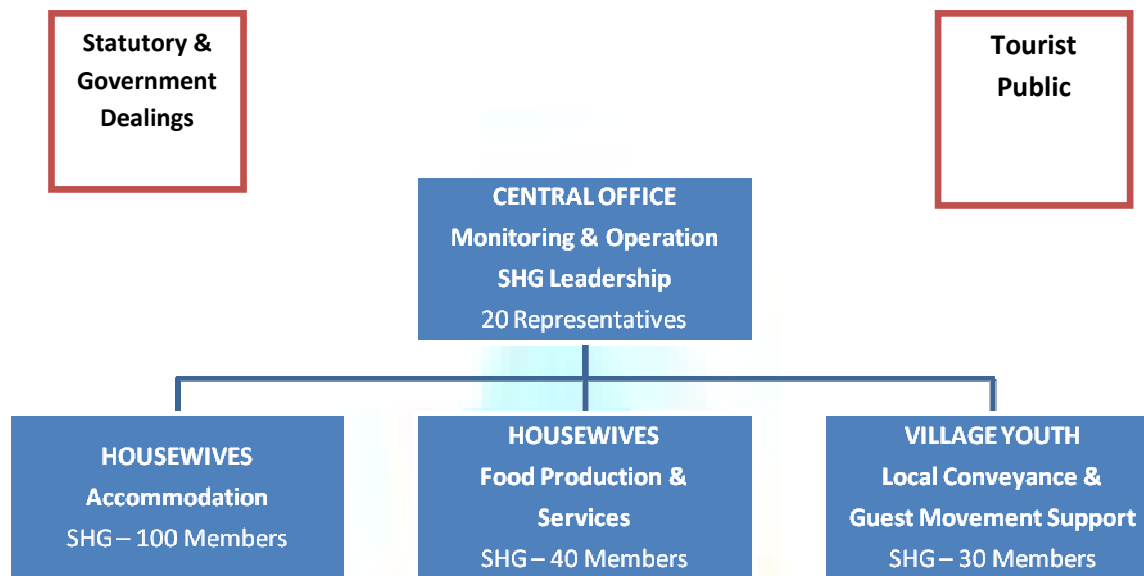 Statutory &
Government
Dealings
Tourist
Public
CENTRAL OFFICE
Monitoring & Operation
SHG Leadership
20 Representatives
HOUSEWIVES
Accommodation
SHG – 100 Members
HOUSEWIVES
Food Production &
Services
SHG – 40 Members
VILLAGE YOUTH
Local Conveyance &
Guest Movement Support
SHG – 30 Members